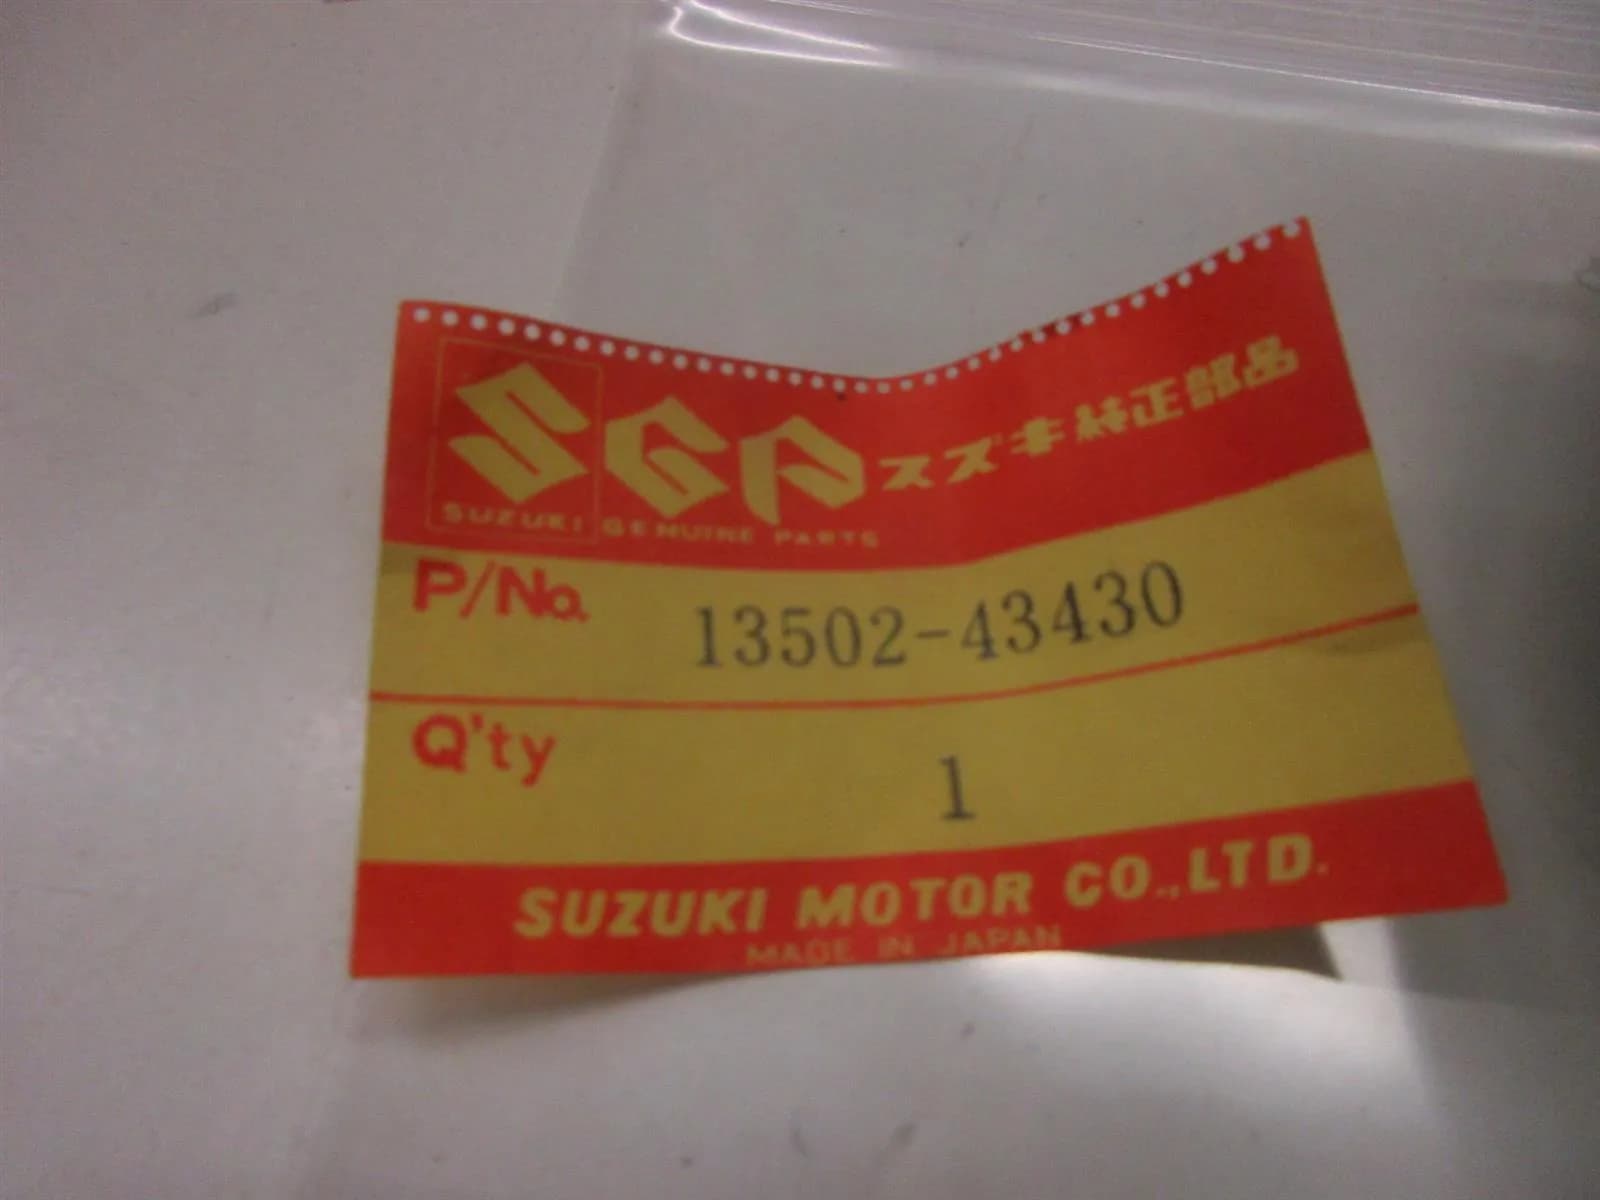 SGP スズキ純正部品
SUZUKI GENUINE PARTS
P/No. 13502-43430
Q'ty 1
SUZUKI MOTOR CO.,LTD.
MADE IN JAPAN